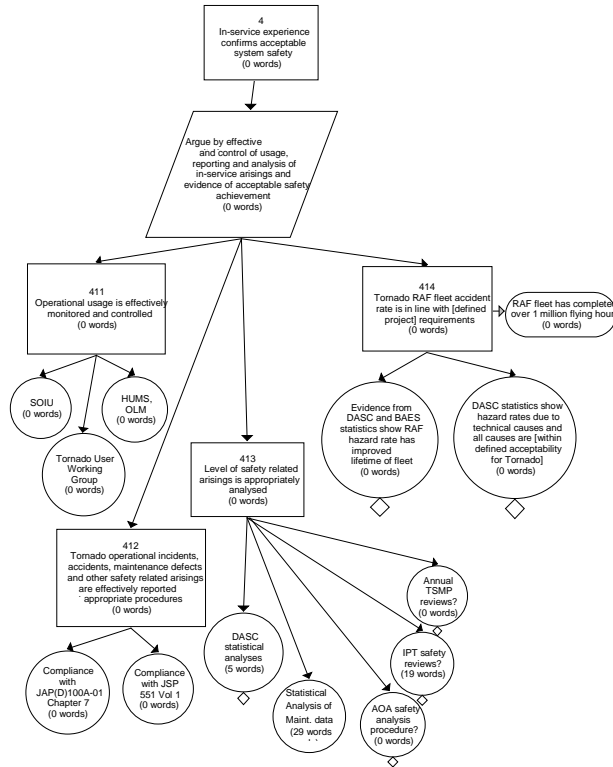 4
In-service experience
confirms acceptable
system safety
(0 words)
Argue by effective
and control of usage,
reporting and analysis of
in-service arisings and
evidence of acceptable safety
achievement
(0 words)
411
Operational usage is effectively
monitored and controlled
(0 words)
414
Tornado RAF fleet accident
rate is in line with [defined
project] requirements
(0 words)
RAF fleet has complete
over 1 million flying hour
(0 words)
SOIU
(0 words)
HUMS,
OLM
(0 words)
Tornado User
Working
Group
(0 words)
Evidence from
DASC and BAES
statistics show RAF
hazard rate has
improved
lifetime of fleet
(0 words)
DASC statistics show
hazard rates due to
technical causes and
all causes are [within
defined acceptability
for Tornado]
(0 words)
413
Level of safety related
arisings is appropriately
analysed
(0 words)
412
Tornado operational incidents,
accidents, maintenance defects
and other safety related arisings
are effectively reported
appropriate procedures
(0 words)
Compliance
with
JAP(D)100A-01
Chapter 7
(0 words)
Compliance
with JSP
551 Vol 1
(0 words)
DASC
statistical
analyses
(5 words)
Statistical
Analysis of
Maint. data
(29 words
AOA safety
analysis
procedure?
(0 words)
IPT safety
reviews?
(19 words)
Annual
TSMP
reviews?
(0 words)